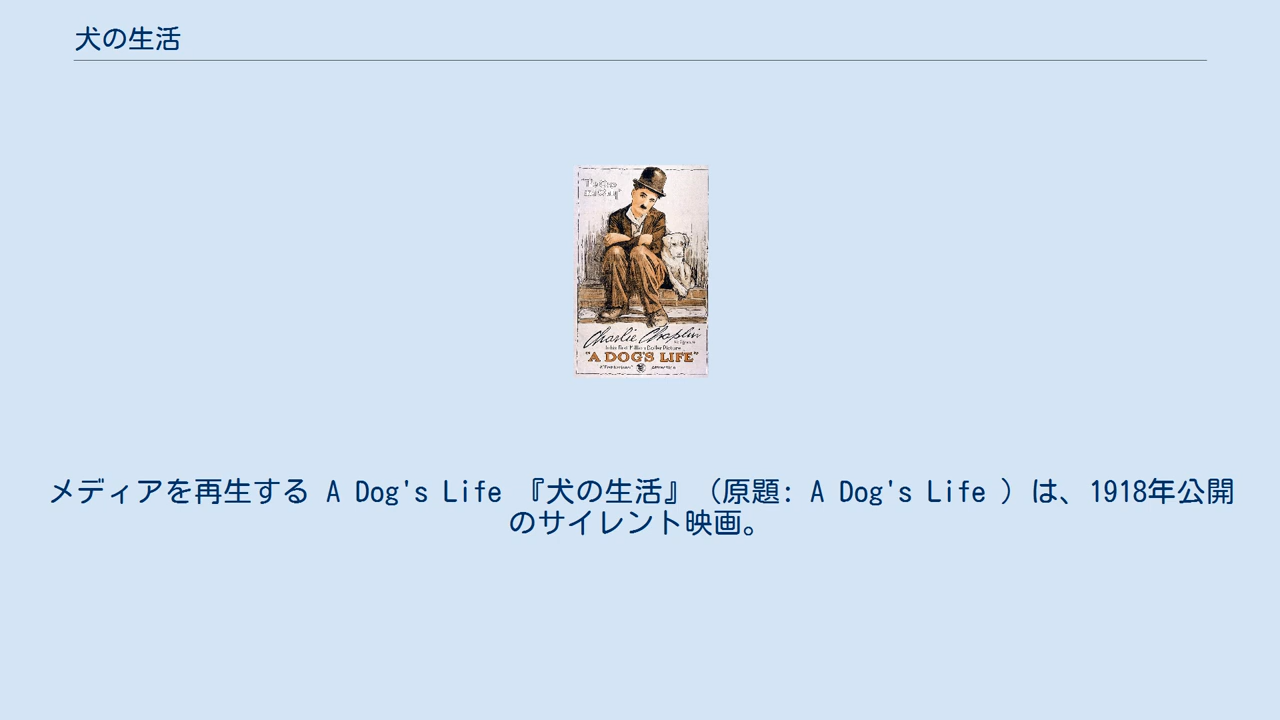 犬の生活
Charlie Chaplin
"A DOG'S LIFE"
メディアを再生する A Dog's Life 『犬の生活』（原題: A Dog's Life ）は、1918年公開
のサイレント映画。